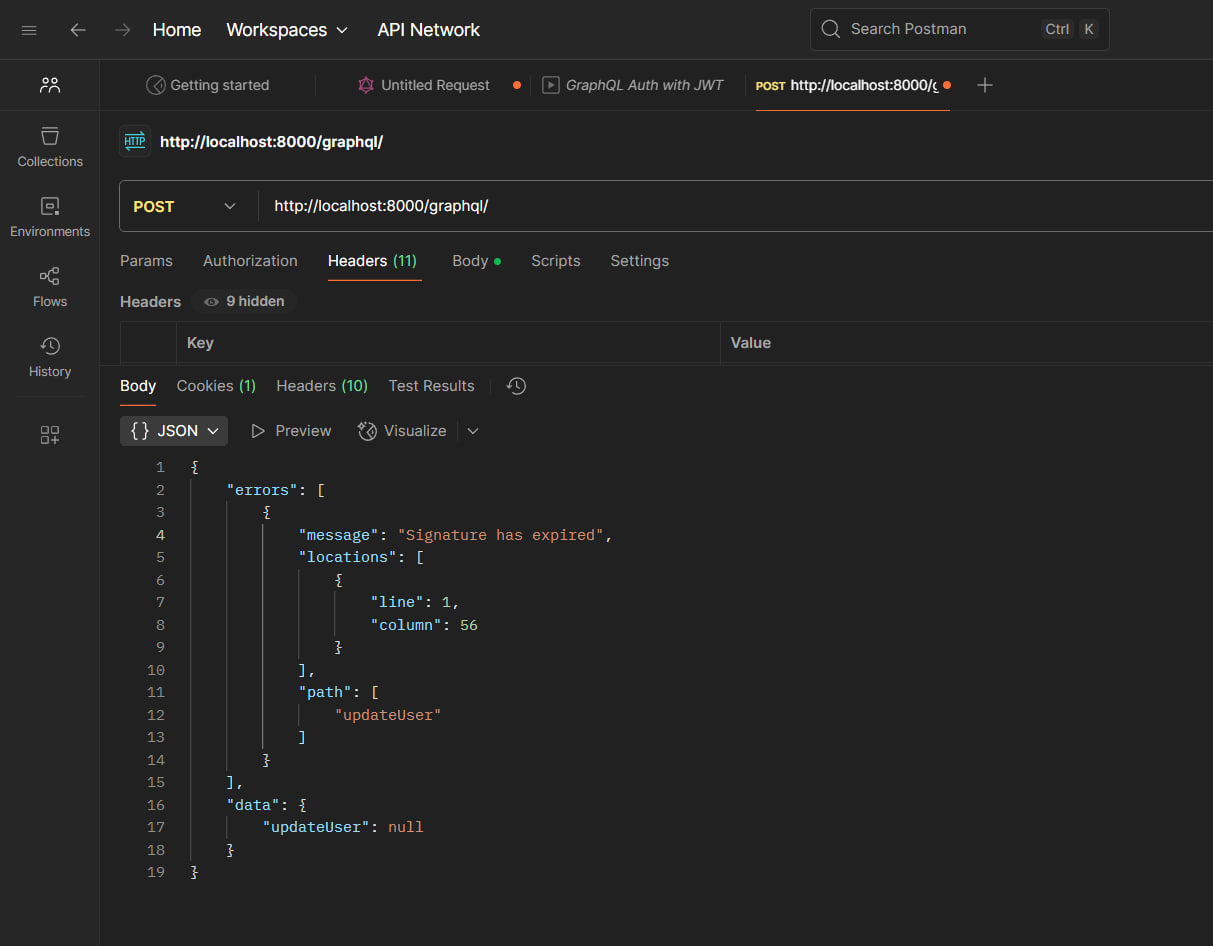 Home Workspaces API Network Search Postman Ctrl K
Getting started Untitled Request GraphQL Auth with JWT POST http://localhost:8000/g
HTTP http://localhost:8000/graphql/
Collections
POST http://localhost:8000/graphql/
Environments
Params Authorization Headers (11) Body Scripts Settings
Flows
Headers 9 hidden
Key Value
History
Body Cookies (1) Headers (10) Test Results
{} JSON Preview Visualize
1 {
2 "errors": [
3 {
4 "message": "Signature has expired",
5 "locations": [
6 {
7 "line": 1,
8 "column": 56
9 }
10 ],
11 "path": [
12 "updateUser"
13 ]
14 }
15 ],
16 "data": {
17 "updateUser": null
18 }
19 }